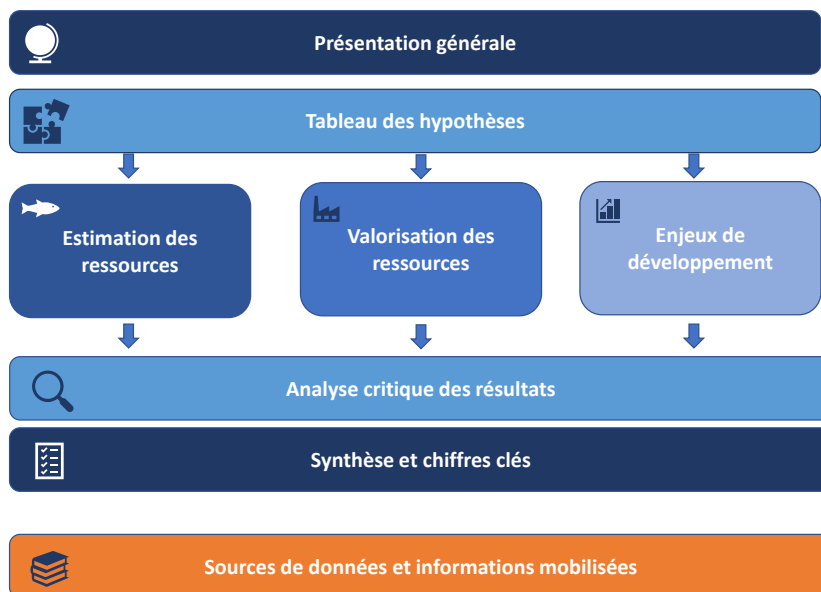 Présentation générale
Tableau des hypothèses
Estimation des
ressources
Valorisation des
ressources
Enjeux de
développement
Analyse critique des résultats
Synthèse et chiffres clés
Sources de données et informations mobilisées